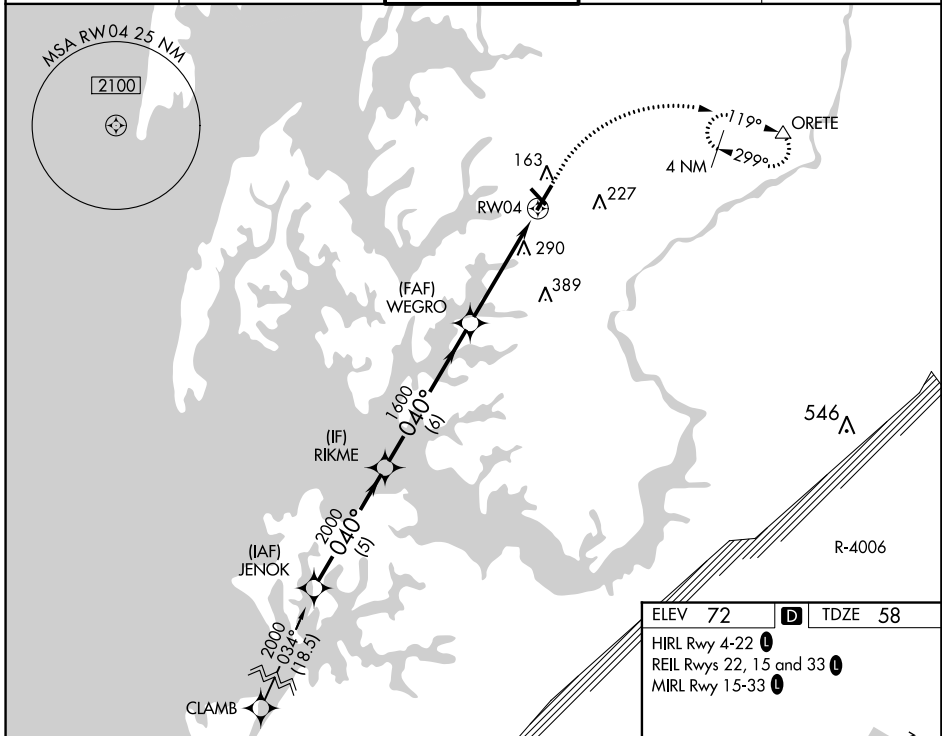 MSA RW04 25 NM
2100
119°
ORETE
4 NM
299°
163
227
RW04
290
389
(FAF)
WEGRO
1600
040°
(6)
546
(IF)
RIKME
2000
040°
(5)
R-4006
(IAF)
JENOK
2000
034°
(18.5)
CLAMB
ELEV 72 D TDZE 58
HIRL Rwy 4-22 L
REIL Rwys 22, 15 and 33 L
MIRL Rwy 15-33 L